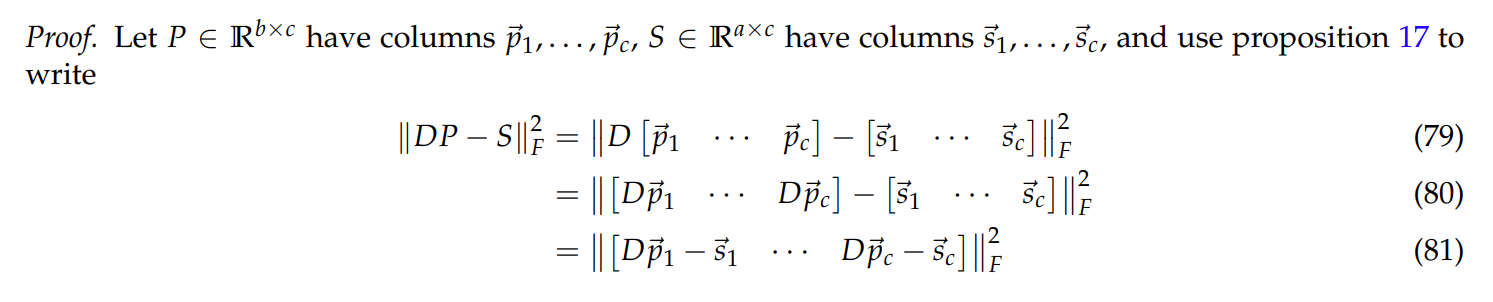 Proof. Let P ∈ ℝ^{b×c} have columns p⃗₁, . . . , p⃗_c, S ∈ ℝ^{a×c} have columns s⃗₁, . . . , s⃗_c, and use proposition 17 to
write
‖DP − S‖²_F = ‖D [p⃗₁ ⋯ p⃗_c] − [s⃗₁ ⋯ s⃗_c]‖²_F (79)
= ‖[Dp⃗₁ ⋯ Dp⃗_c] − [s⃗₁ ⋯ s⃗_c]‖²_F (80)
= ‖[Dp⃗₁ − s⃗₁ ⋯ Dp⃗_c − s⃗_c]‖²_F (81)